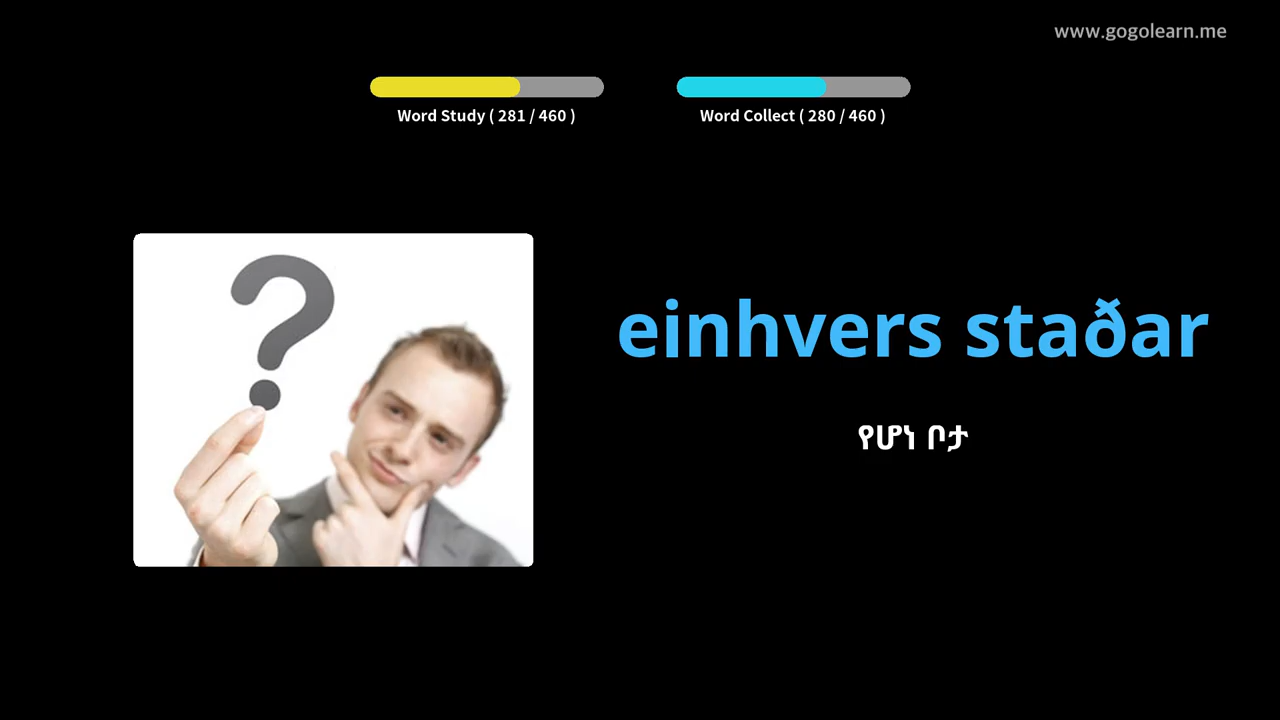 www.gogolearn.me
Word Study ( 281 / 460 )
Word Collect ( 280 / 460 )
einhvers staðar
የሆነ ቦታ